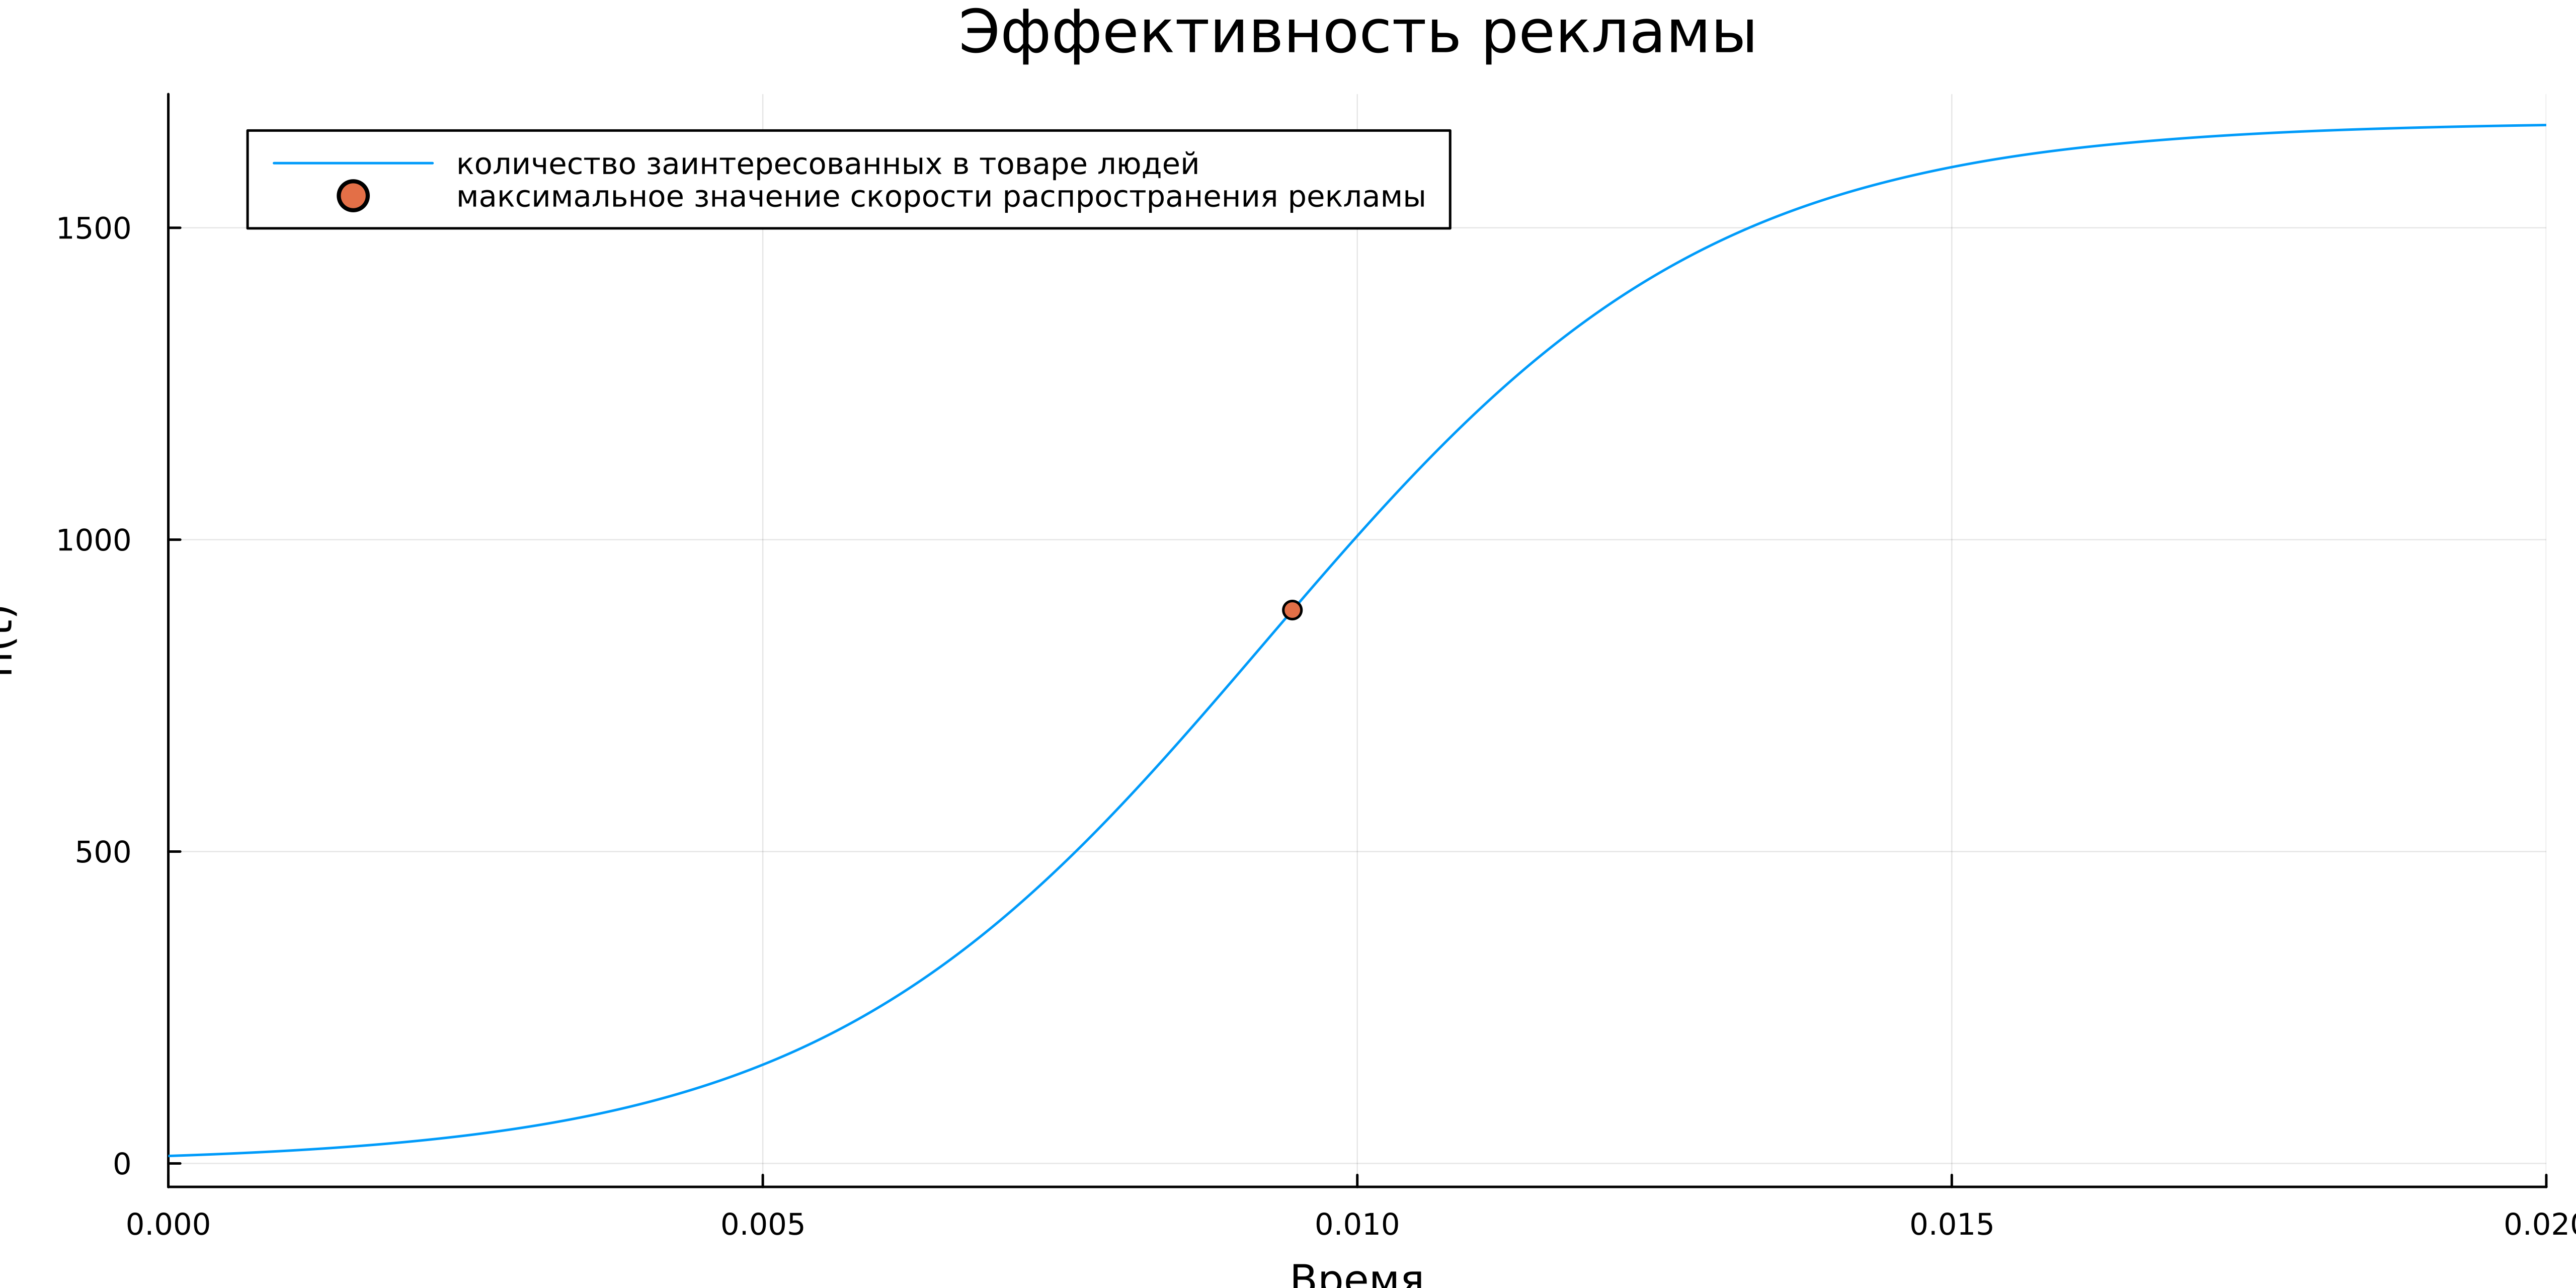 Эффективность рекламы
количество заинтересованных в товаре людей
максимальное значение скорости распространения рекламы
1500
1000
500
0
0.000 0.005 0.010 0.015
Время